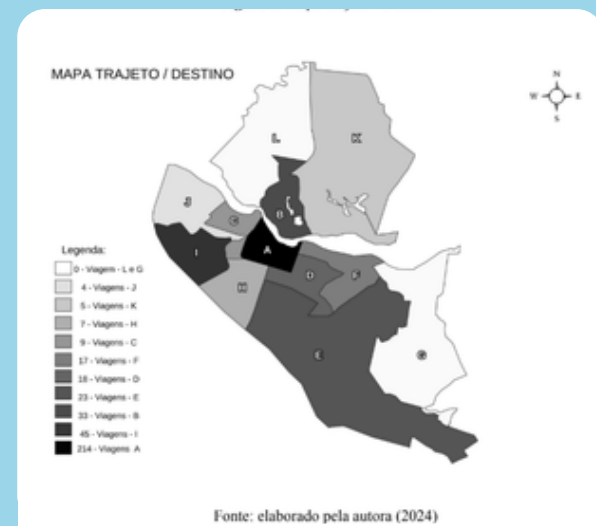 MAPA TRAJETO / DESTINO
N
W E
S
L
K
J
C
B
A
I
H
D
F
E
G
Legenda:
0 - Viagem - L e G
4 - Viagens - J
5 - Viagens - K
7 - Viagens - H
9 - Viagens - C
17 - Viagens - F
18 - Viagens - D
23 - Viagens - E
33 - Viagens - B
45 - Viagens - I
214 - Viagens A
Fonte: elaborado pela autora (2024)